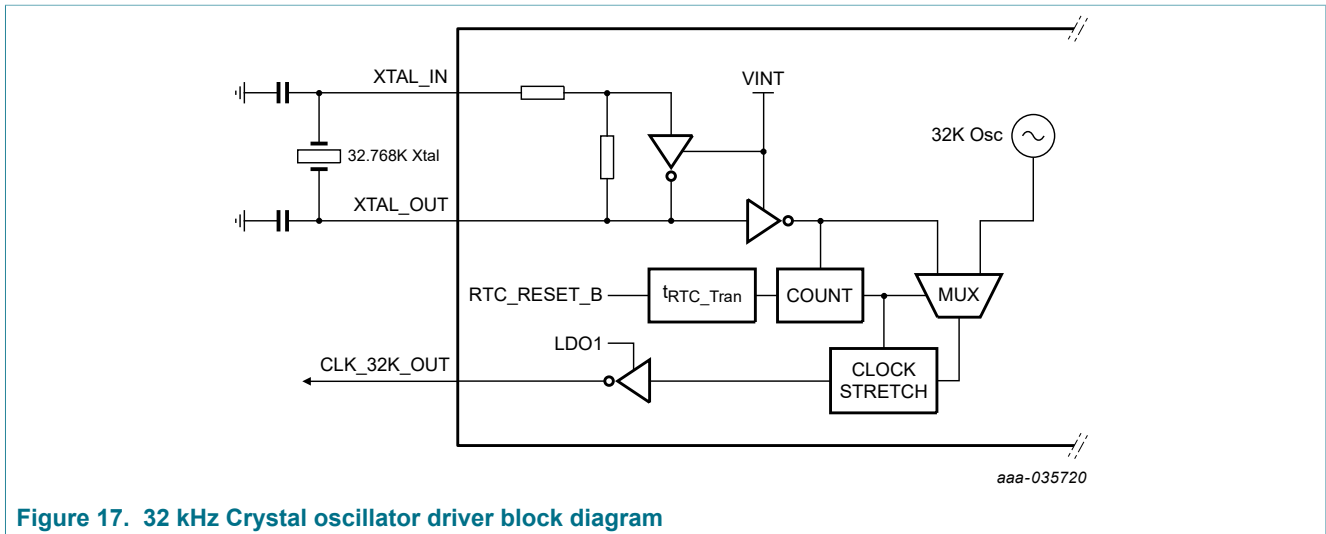 XTAL_IN
VINT
32K Osc
32.768K Xtal
XTAL_OUT
RTC_RESET_B
tRTC_Tran
COUNT
MUX
LDO1
CLK_32K_OUT
CLOCK
STRETCH
aaa-035720
Figure 17. 32 kHz Crystal oscillator driver block diagram